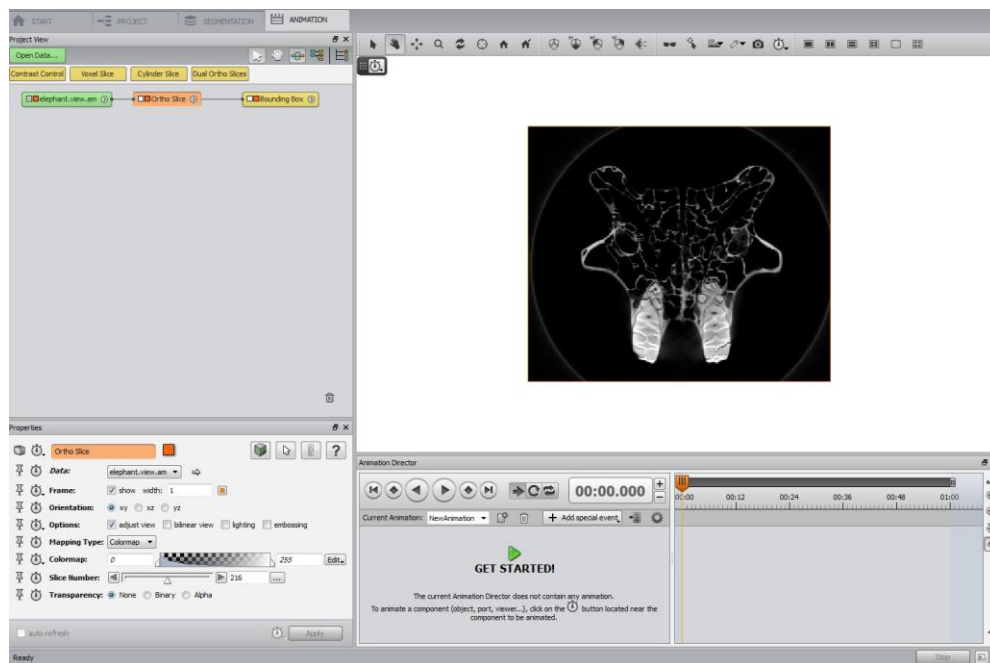 START PROJECT SEGMENTATION ANIMATION
Project View
Open Data...
Contrast Control Voxel Slice Cylinder Slice Dual Ortho Slices
elephant.view.am Ortho Slice Bounding Box
Properties
Ortho Slice
?
Data: elephant.view.am
Frame: show width: 1
Orientation: xy xz yz
Options: adjust view bilinear view lighting embossing
Mapping Type: Colormap
Colormap: 0 255 Edit
Slice Number: 216 ...
Transparency: None Binary Alpha
auto-refresh Apply
Animation Director
00:00.000
00:00 00:12 00:24 00:36 00:48 01:00
Current Animation: NewAnimation + Add special event
GET STARTED!
The current Animation Director does not contain any animation.
To animate a component (object, port, viewer...), click on the button located near the
component to be animated.
Ready Stop